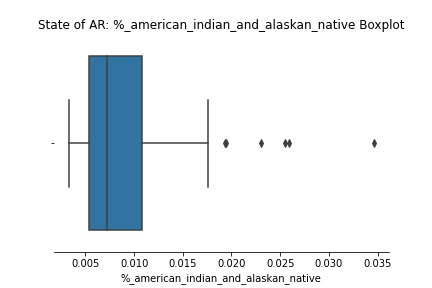 State of AR: %_american_indian_and_alaskan_native Boxplot
-
0.005 0.010 0.015 0.020 0.025 0.030 0.035
%_american_indian_and_alaskan_native